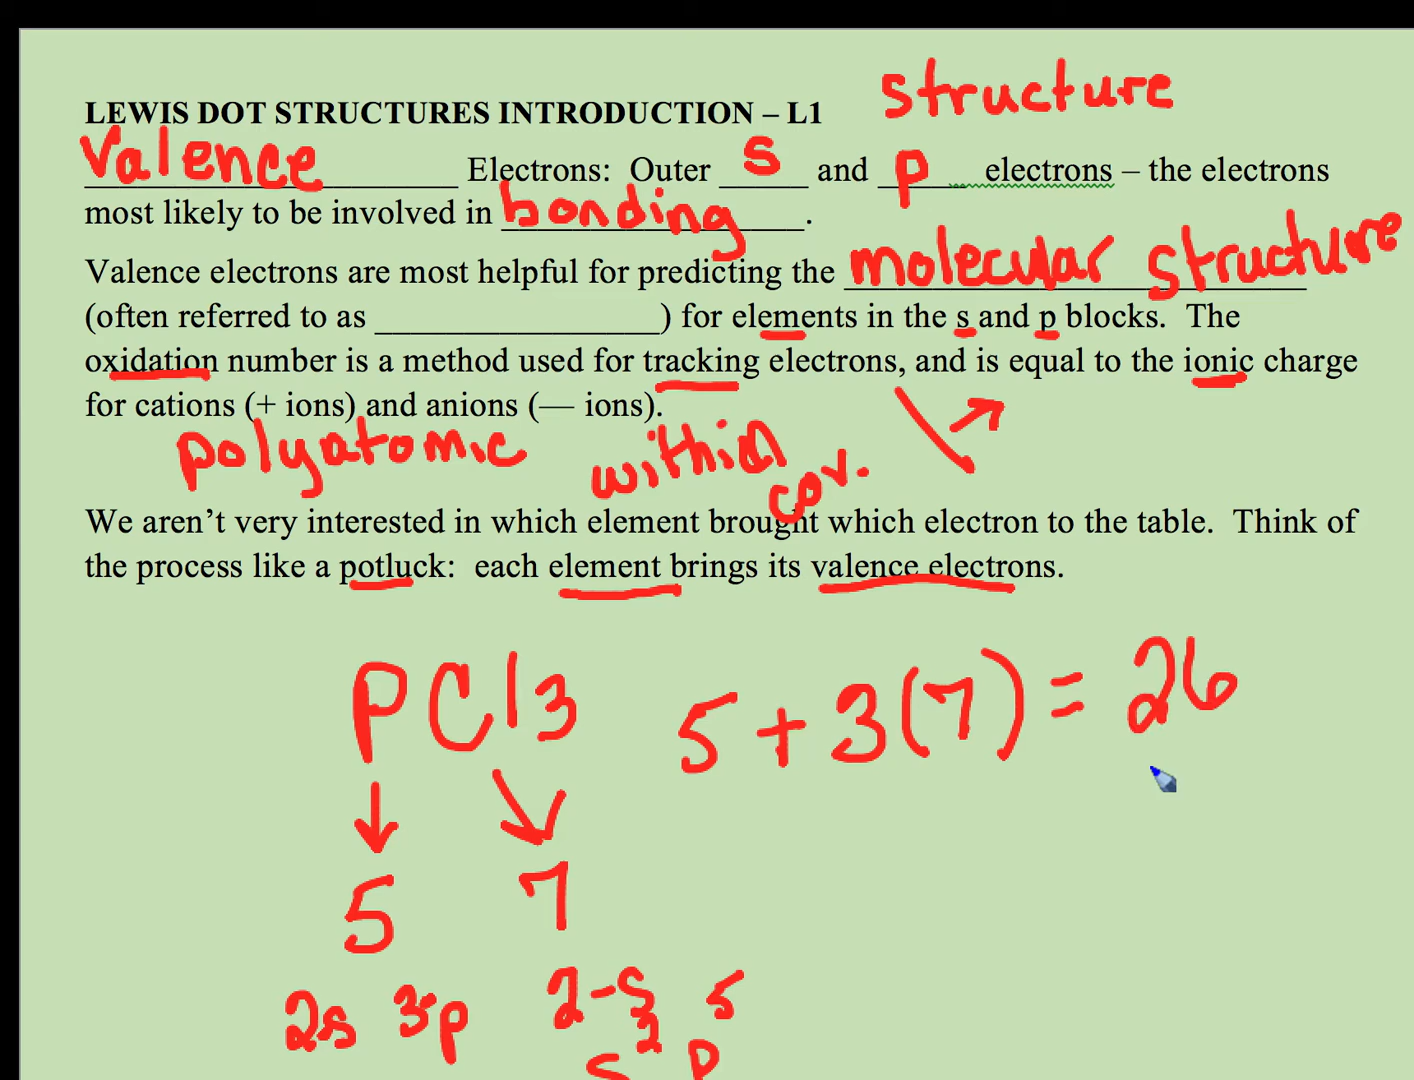 structure
LEWIS DOT STRUCTURES INTRODUCTION – L1
Valence Electrons: Outer s and p electrons – the electrons
most likely to be involved in bonding.
Valence electrons are most helpful for predicting the molecular structure
(often referred to as ________________) for elements in the s and p blocks. The
oxidation number is a method used for tracking electrons, and is equal to the ionic charge
for cations (+ ions) and anions (— ions).
polyatomic within
cov.
We aren’t very interested in which element brought which electron to the table. Think of
the process like a potluck: each element brings its valence electrons.
PCl3 5 + 3(7) = 26
5 7
2s 3p 2-s 5
2
s p